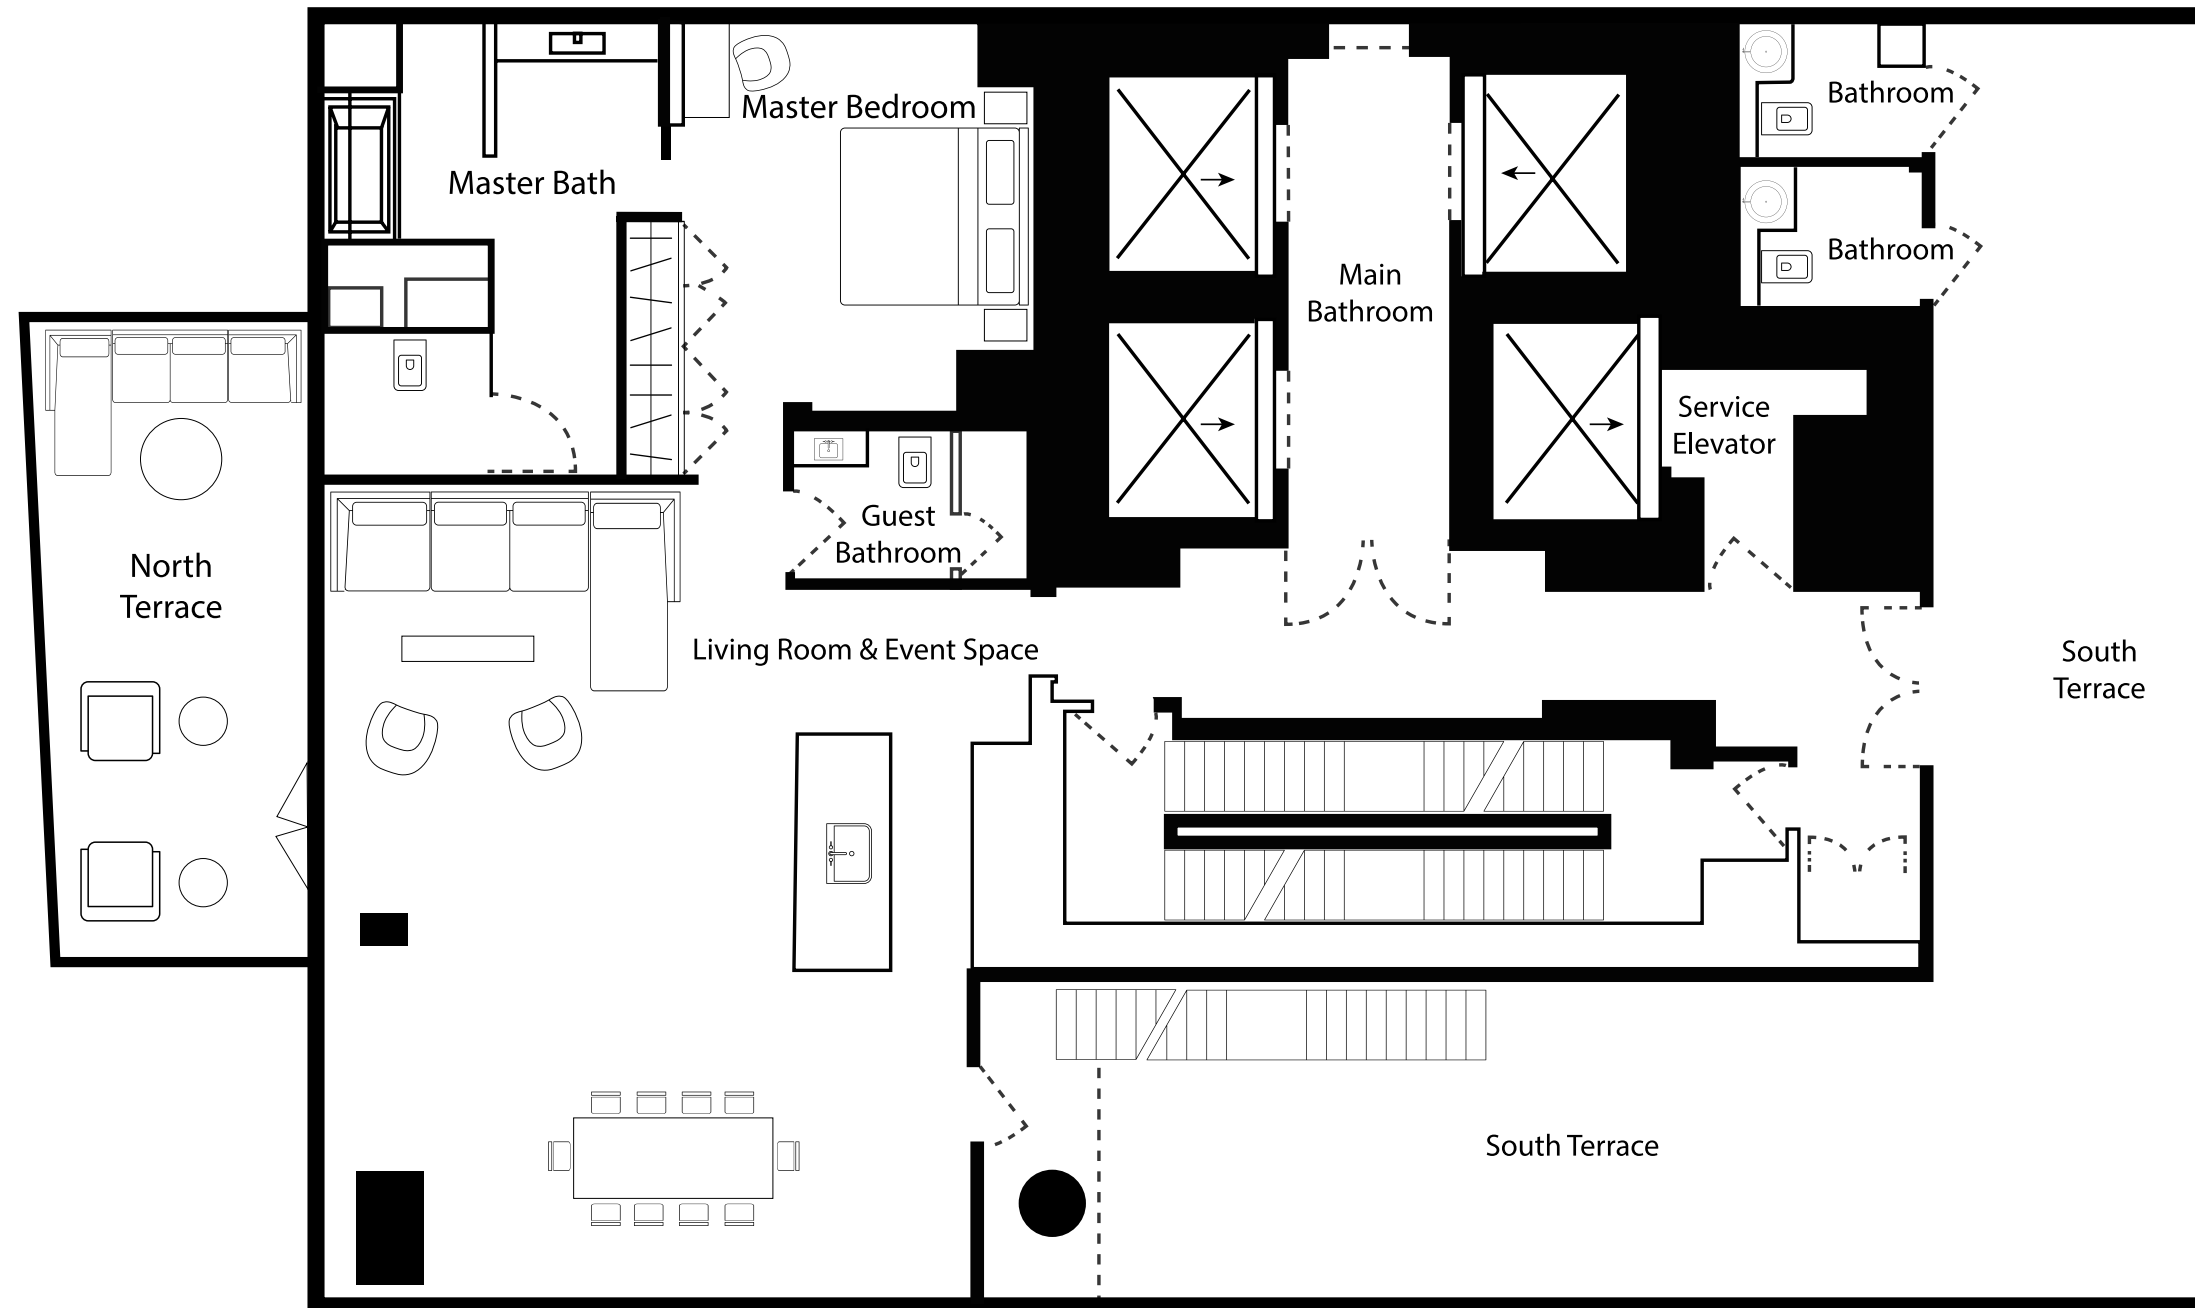 Master Bedroom
Master Bath
Bathroom
Bathroom
Main
Bathroom
Service
Elevator
Guest
Bathroom
North
Terrace
Living Room & Event Space
South
Terrace
South Terrace